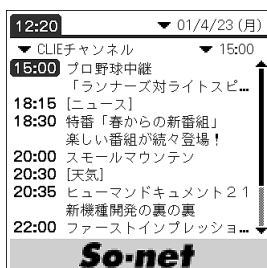 12:20 ▼ 01/4/23 (月)
▼ CLIEチャンネル ▼ 15:00
15:00 プロ野球中継
「ランナーズ対ライトスピ...
18:15 [ニュース]
18:30 特番「春からの新番組」
楽しい番組が続々登場！
20:00 スモールマウンテン
20:30 [天気]
20:35 ヒューマンドキュメント２１
新機種開発の裏の裏
22:00 ファーストインプレッショ...
So-net